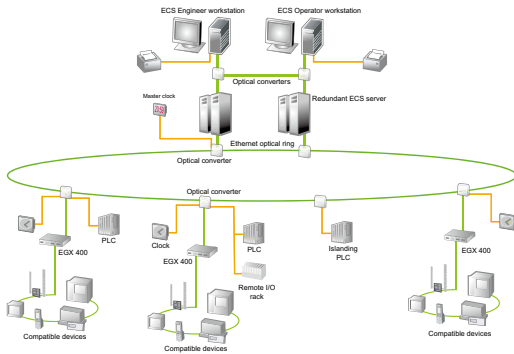 ECS Engineer workstation
ECS Operator workstation
Optical converters
Master clock
Redundant ECS server
Ethernet optical ring
Optical converter
Optical converter
PLC
EGX 400
Clock
PLC
Islanding
PLC
EGX 400
EGX 400
Remote I/O
rack
Compatible devices
Compatible devices
Compatible devices